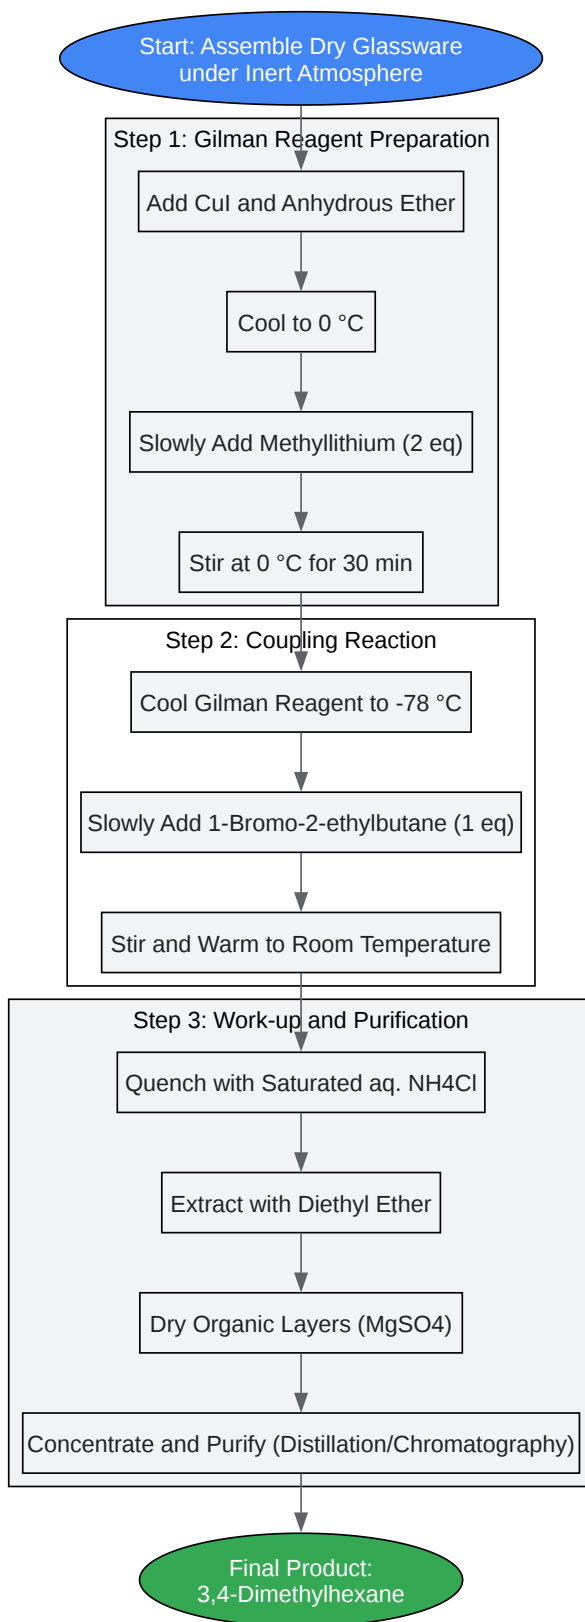 Start: Assemble Dry Glassware
under Inert Atmosphere
Step 1: Gilman Reagent Preparation
Add CuI and Anhydrous Ether
Cool to 0 °C
Slowly Add Methyllithium (2 eq)
Stir at 0 °C for 30 min
Step 2: Coupling Reaction
Cool Gilman Reagent to -78 °C
Slowly Add 1-Bromo-2-ethylbutane (1 eq)
Stir and Warm to Room Temperature
Step 3: Work-up and Purification
Quench with Saturated aq. NH4Cl
Extract with Diethyl Ether
Dry Organic Layers (MgSO4)
Concentrate and Purify (Distillation/Chromatography)
Final Product:
3,4-Dimethylhexane